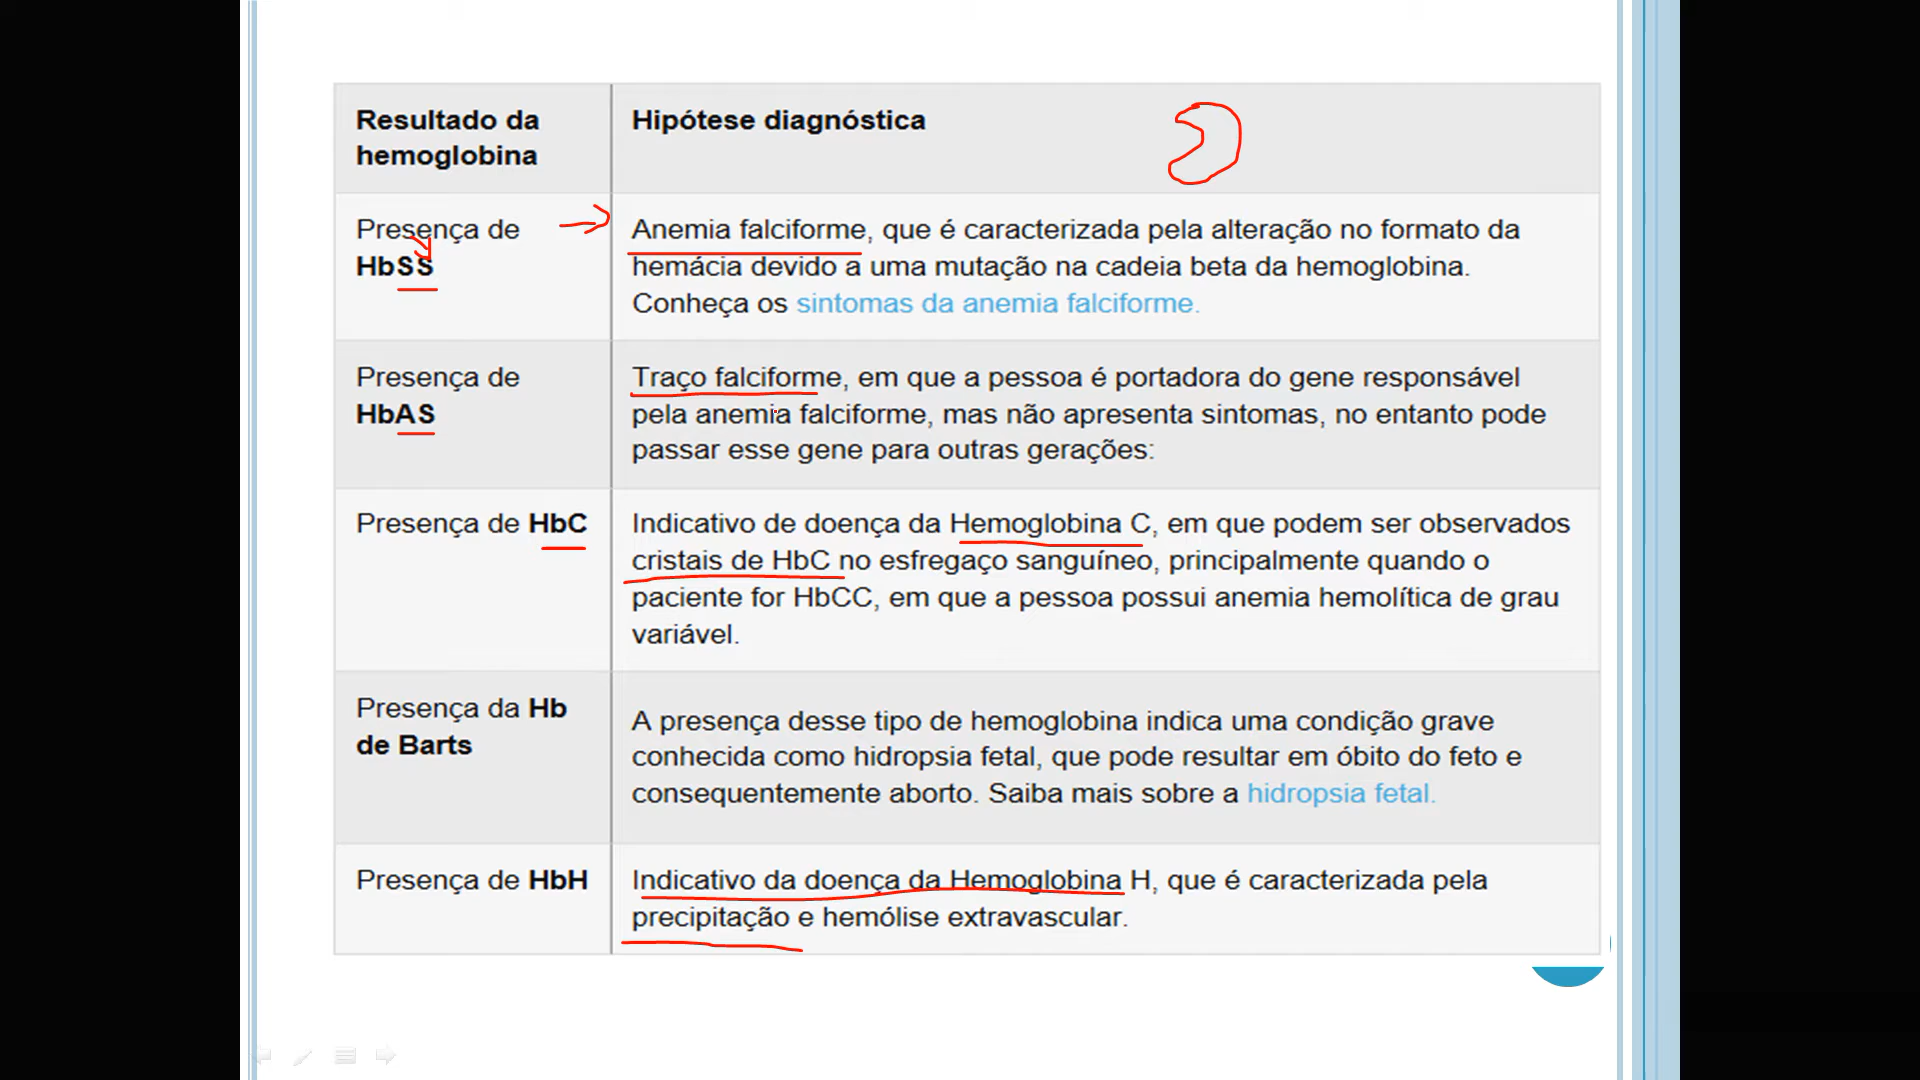 Resultado da
hemoglobina
Hipótese diagnóstica
Presença de
HbSS
Anemia falciforme, que é caracterizada pela alteração no formato da
hemácia devido a uma mutação na cadeia beta da hemoglobina.
Conheça os sintomas da anemia falciforme.
Presença de
HbAS
Traço falciforme, em que a pessoa é portadora do gene responsável
pela anemia falciforme, mas não apresenta sintomas, no entanto pode
passar esse gene para outras gerações:
Presença de HbC
Indicativo de doença da Hemoglobina C, em que podem ser observados
cristais de HbC no esfregaço sanguíneo, principalmente quando o
paciente for HbCC, em que a pessoa possui anemia hemolítica de grau
variável.
Presença da Hb
de Barts
A presença desse tipo de hemoglobina indica uma condição grave
conhecida como hidropsia fetal, que pode resultar em óbito do feto e
consequentemente aborto. Saiba mais sobre a hidropsia fetal.
Presença de HbH
Indicativo da doença da Hemoglobina H, que é caracterizada pela
precipitação e hemólise extravascular.